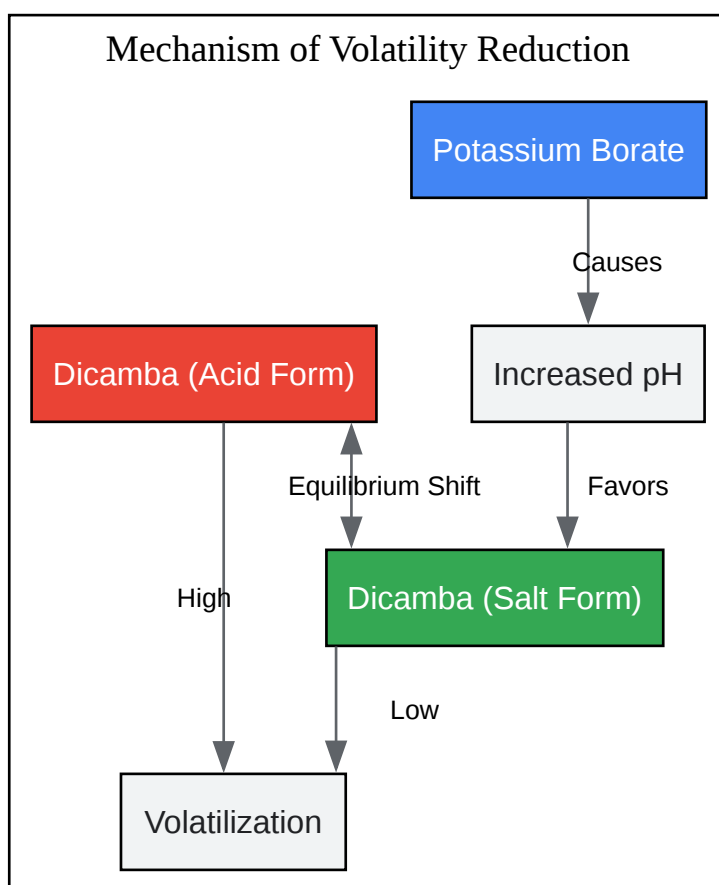 Mechanism of Volatility Reduction
Potassium Borate
Causes
Dicamba (Acid Form)
Increased pH
Equilibrium Shift
Favors
High
Dicamba (Salt Form)
Low
Volatilization